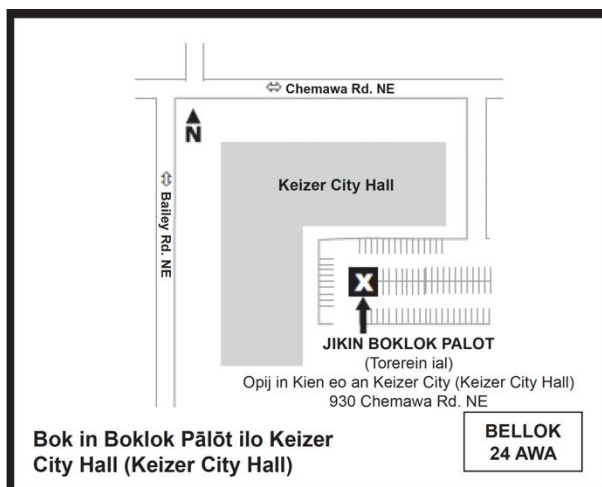 Chemawa Rd. NE
N
Bailey Rd. NE
Keizer City Hall
X
JIKIN BOKLOK PALOT
(Torerein ial)
Opij in Kien eo an Keizer City (Keizer City Hall)
930 Chemawa Rd. NE
Bok in Boklok Pālōt ilo Keizer
City Hall (Keizer City Hall)
BELLOK
24 AWA